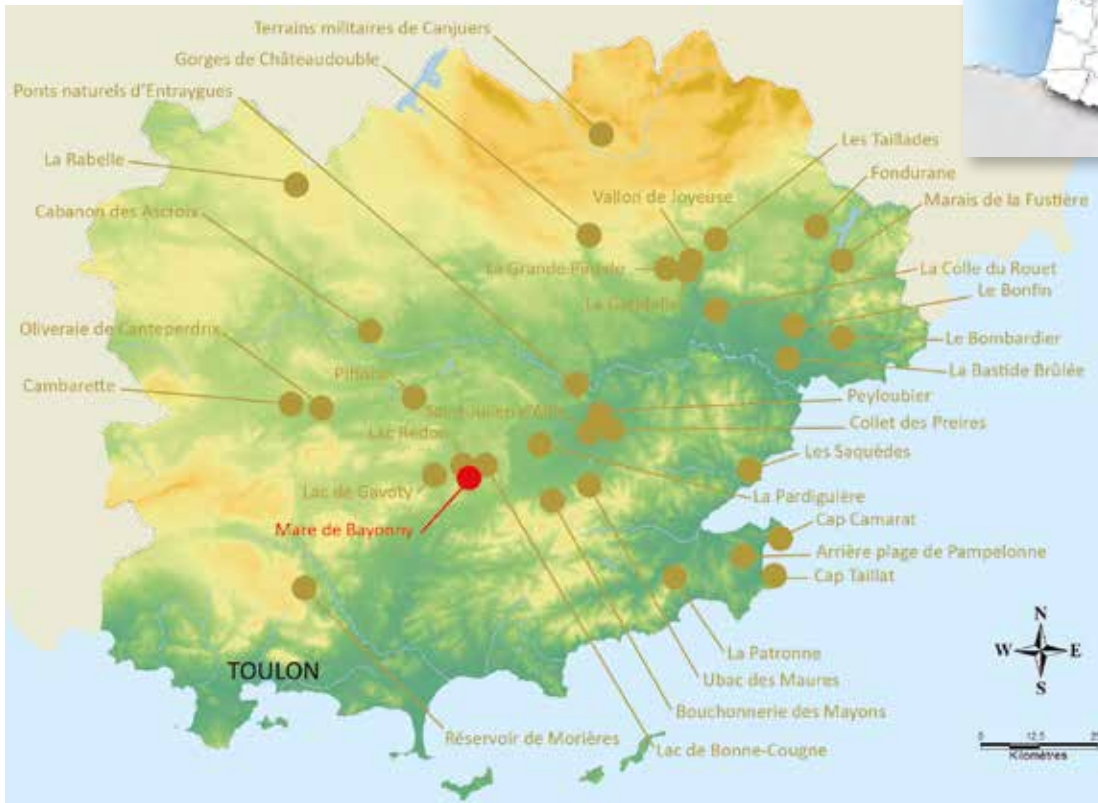 Terrains militaires de Canjuers
Gorges de Châteaudouble
Ponts naturels d'Entraygues
Les Taillades
La Rabelle
Fondurane
Vallon de Joyeuse
Marais de la Fustière
Cabanon des Ascroix
La Grande
La Colle du Rouet
Le Bonfin
Oliveraie de Canteperdrix
Le Bombardier
La Bastide Brûlée
Cambarette
Peyloubier
Saint-Julien d'Aille
Collet des Preires
Lac Redon
Les Saquèdes
Lac de Gavoty
La Pardiguière
Mare de Bayonny
Cap Camarat
Arrière plage de Pampelonne
Cap Taillat
N
W E
S
La Patronne
TOULON
Ubac des Maures
Bouchonnerie des Mayons
Réservoir de Morières
Lac de Bonne-Cougne
0 12,5
Kilomètres